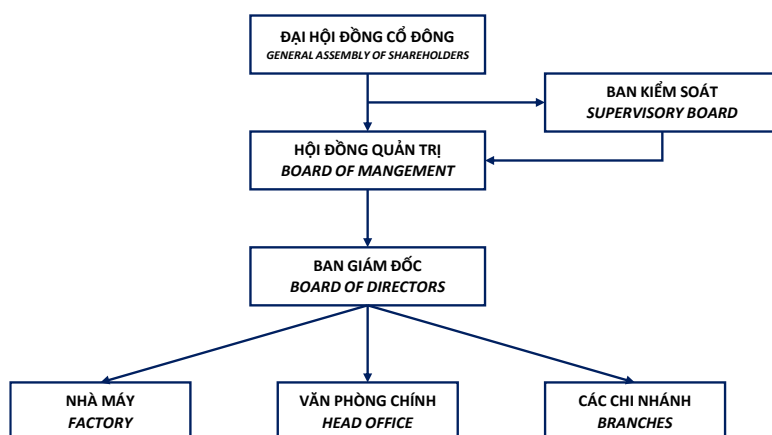 ĐẠI HỘI ĐỒNG CỔ ĐÔNG
GENERAL ASSEMBLY OF SHAREHOLDERS
BAN KIỂM SOÁT
SUPERVISORY BOARD
HỘI ĐỒNG QUẢN TRỊ
BOARD OF MANGEMENT
BAN GIÁM ĐỐC
BOARD OF DIRECTORS
NHÀ MÁY
FACTORY
VĂN PHÒNG CHÍNH
HEAD OFFICE
CÁC CHI NHÁNH
BRANCHES